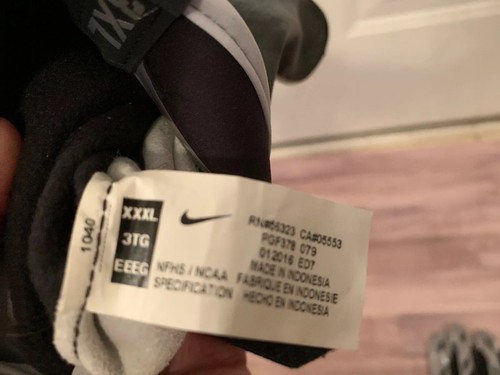 XXXL
3TG
EEEG
NFHS / NCAA
SPECIFICATION
RN#56323 CA#05553
PGF378 079
012016 ED7
MADE IN INDONESIA
FABRIQUE EN INDONESIE
HECHO EN INDONESIA
1040